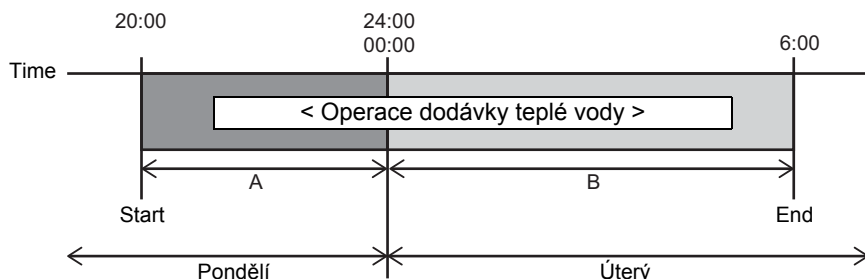 20:00
24:00
00:00
6:00
Time
< Operace dodávky teplé vody >
A
B
Start
End
Pondělí
Úterý